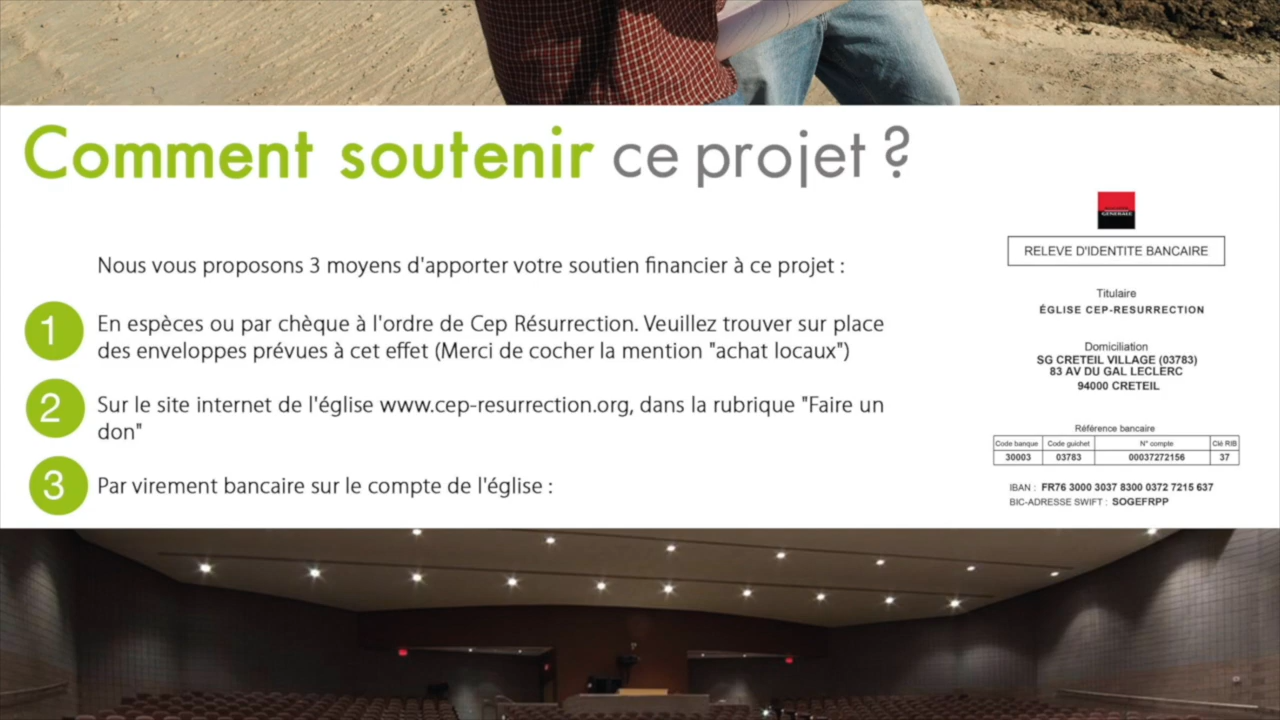 Comment soutenir ce projet ?
Nous vous proposons 3 moyens d'apporter votre soutien financier à ce projet :
1 En espèces ou par chèque à l'ordre de Cep Résurrection. Veuillez trouver sur place
des enveloppes prévues à cet effet (Merci de cocher la mention "achat locaux")
2 Sur le site internet de l'église www.cep-resurrection.org, dans la rubrique "Faire un
don"
3 Par virement bancaire sur le compte de l'église :
GENERALE
RELEVE D'IDENTITE BANCAIRE
Titulaire
ÉGLISE CEP-RESURRECTION
Domiciliation
SG CRETEIL VILLAGE (03783)
83 AV DU GAL LECLERC
94000 CRETEIL
Référence bancaire
Code banque Code guichet N° compte Clé RIB
30003 03783 00037272156 37
IBAN : FR76 3000 3037 8300 0372 7215 637
BIC-ADRESSE SWIFT : SOGEFRPP